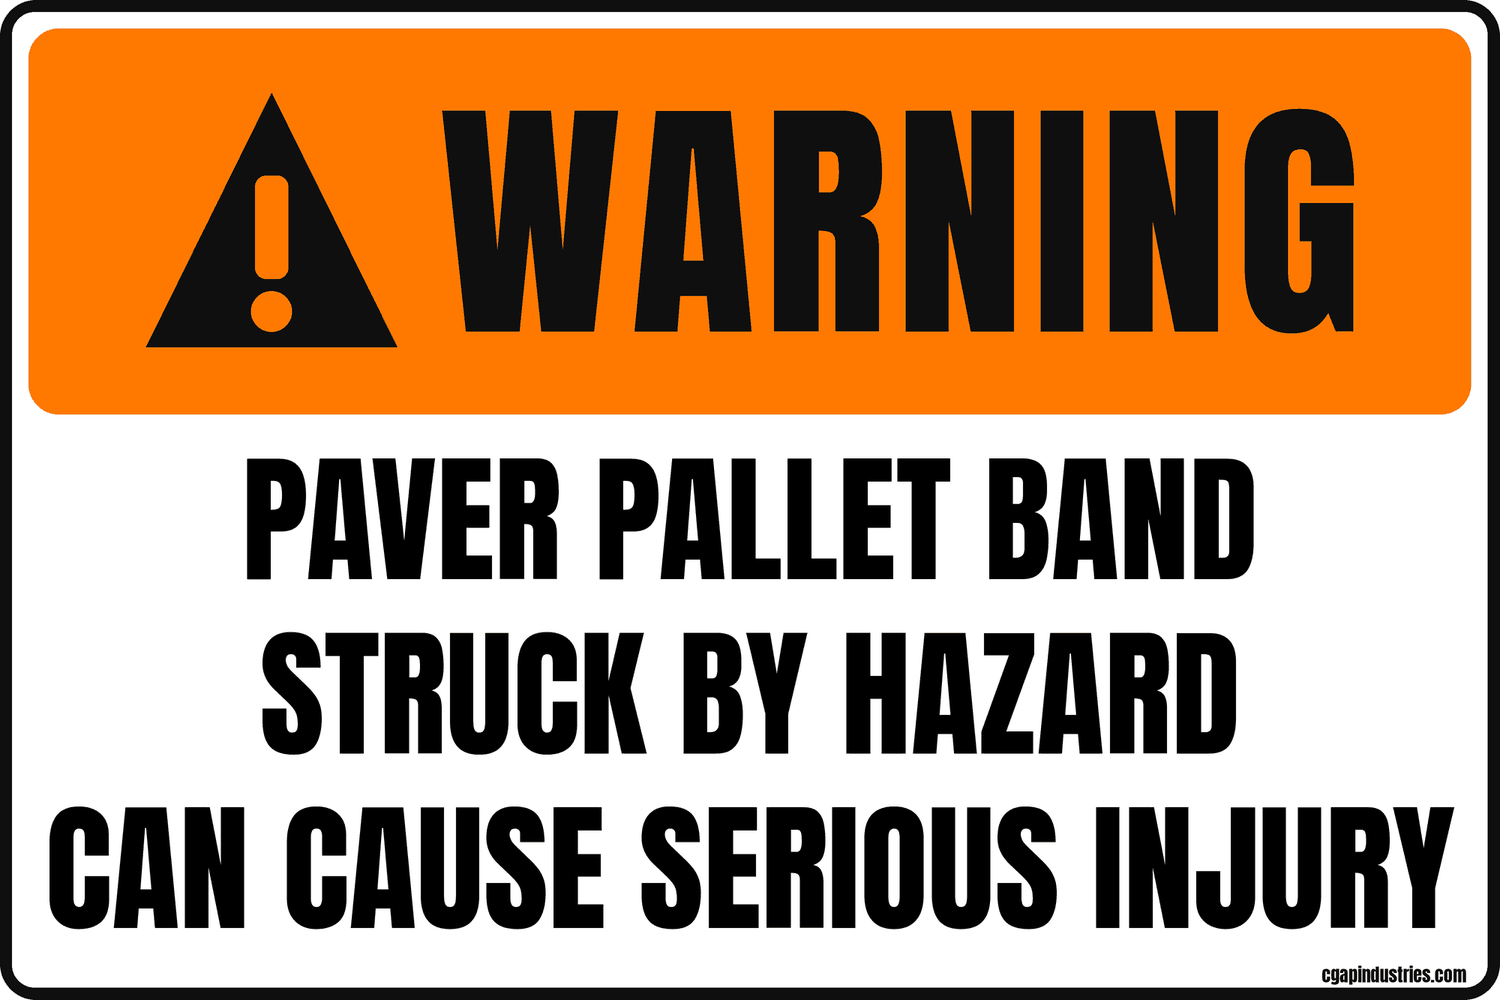 WARNING
PAVER PALLET BAND
STRUCK BY HAZARD
CAN CAUSE SERIOUS INJURY
cgapindustries.com